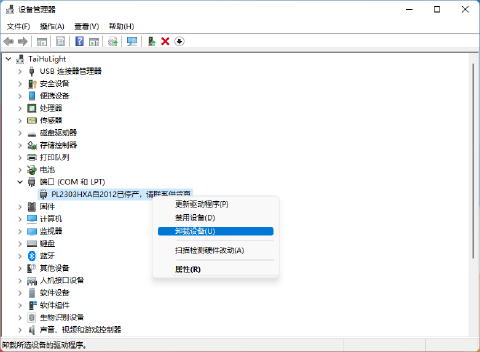 设备管理器
文件(F) 操作(A) 查看(V) 帮助(H)
TaiHuLight
USB 连接器管理器
安全设备
便携设备
处理器
传感器
磁盘驱动器
存储控制器
打印队列
电池
端口 (COM 和 LPT)
PL2303HXA自2012已停产，请联系供货商
更新驱动程序(P)
禁用设备(D)
卸载设备(U)
扫描检测硬件改动(A)
属性(R)
固件
计算机
监视器
键盘
蓝牙
其他设备
人机接口设备
软件设备
软件组件
生物识别设备
声音、视频和游戏控制器
卸载所选设备的驱动程序。